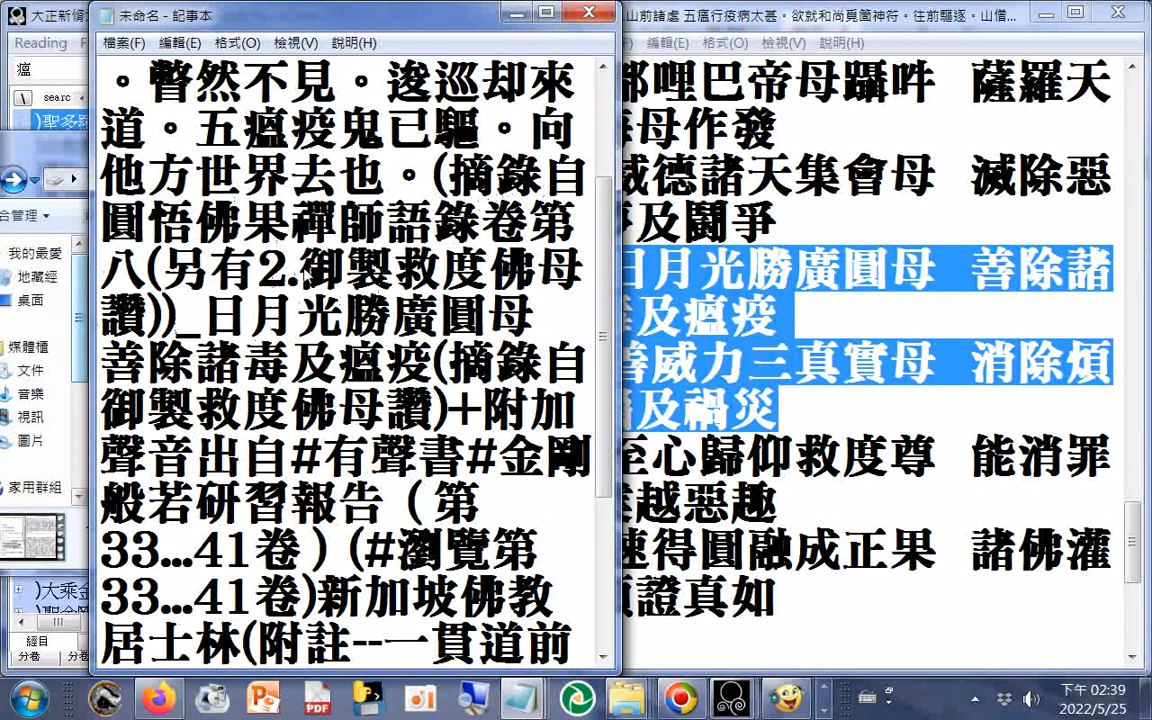 大正新脩
未命名 - 記事本
山前諸處 五瘟行疫病太甚。欲就和尚覓箇神符。往前驅逐。山僧...
Reading
檔案(F) 編輯(E) 格式(O) 檢視(V) 說明(H)
編輯(E) 格式(O) 檢視(V) 說明(H)
瘟
searc
)聖多羅
合管理
我的最愛
地藏經
桌面
媒體櫃
文件
音樂
視訊
圖片
家用群組
)大乘金
)聖金剛
經目
分卷
。瞥然不見。逡巡却來
道。五瘟疫鬼已驅。向
他方世界去也。(摘錄自
圓悟佛果禪師語錄卷第
八(另有2.御製救度佛母
讚))_日月光勝廣圓母
善除諸毒及瘟疫(摘錄自
御製救度佛母讚)+附加
聲音出自#有聲書#金剛
般若研習報告（第
33...41卷）(#瀏覽第
33...41卷)新加坡佛教
居士林(附註--一貫道前
哩巴帝母躡吽 薩羅天
母作發
威德諸天集會母 滅除惡
及鬪爭
日月光勝廣圓母 善除諸
及瘟疫
善威力三真實母 消除煩
及禍災
至心歸仰救度尊 能消罪
越惡趣
速得圓融成正果 諸佛灌
證真如
下午 02:39
2022/5/25